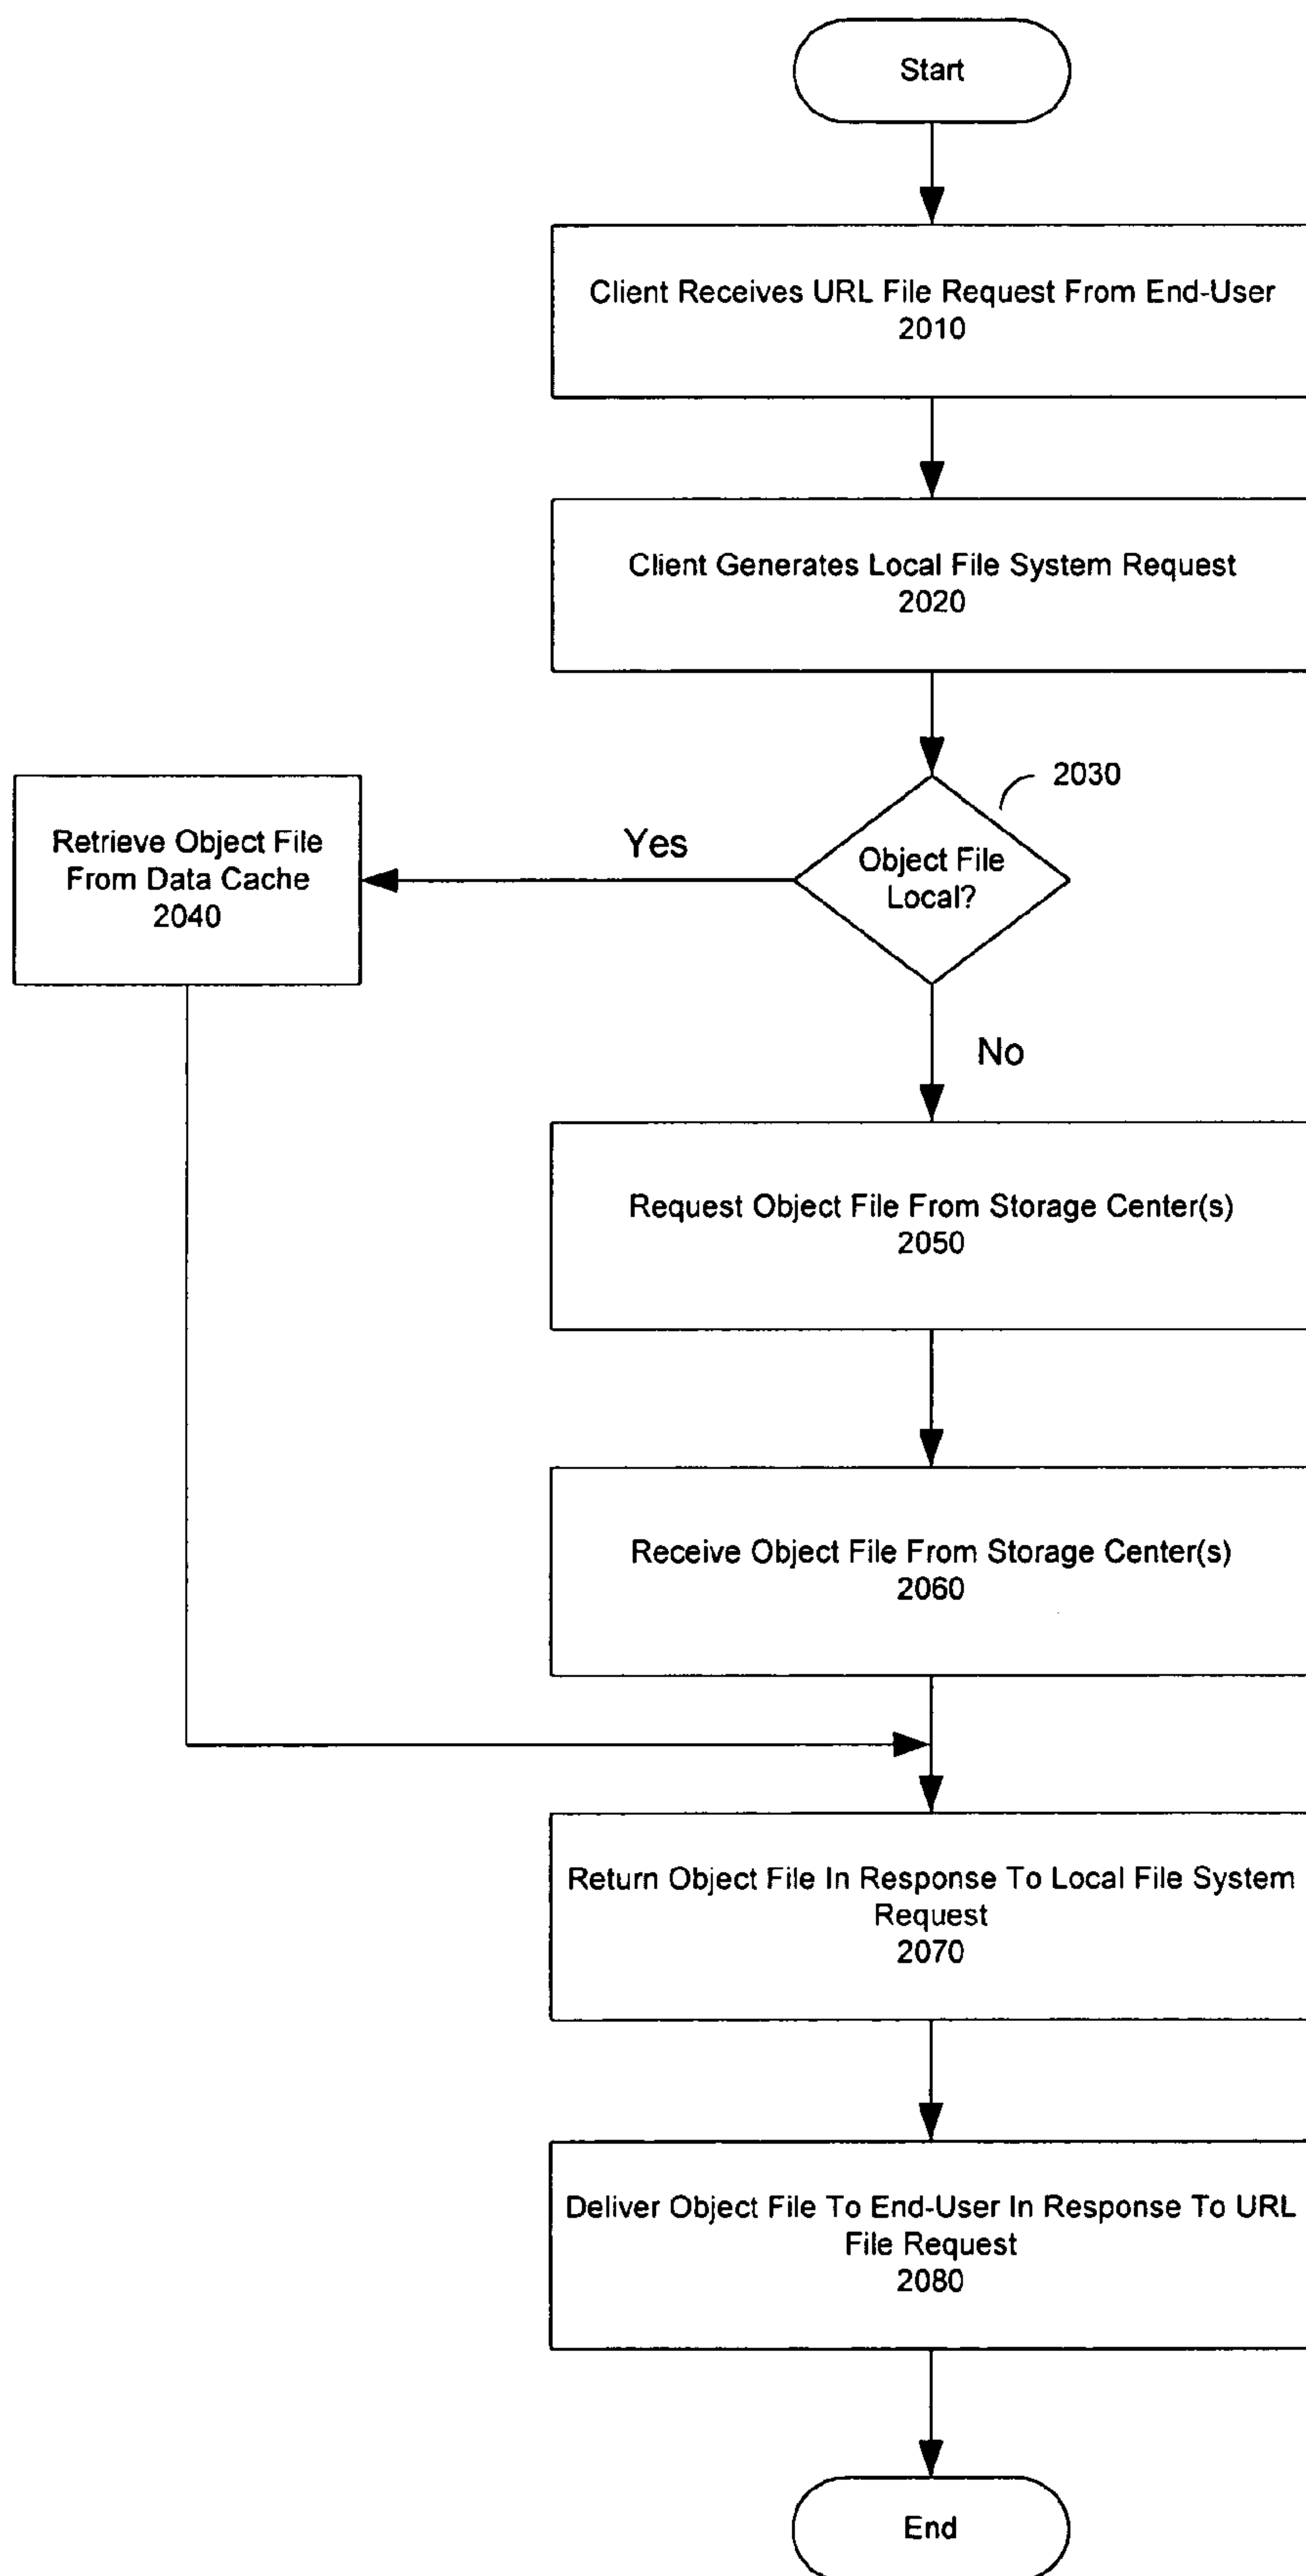 Start
Client Receives URL File Request From End-User
2010
Client Generates Local File System Request
2020
2030
Object File
Local?
Yes
Retrieve Object File
From Data Cache
2040
No
Request Object File From Storage Center(s)
2050
Receive Object File From Storage Center(s)
2060
Return Object File In Response To Local File System
Request
2070
Deliver Object File To End-User In Response To URL
File Request
2080
End